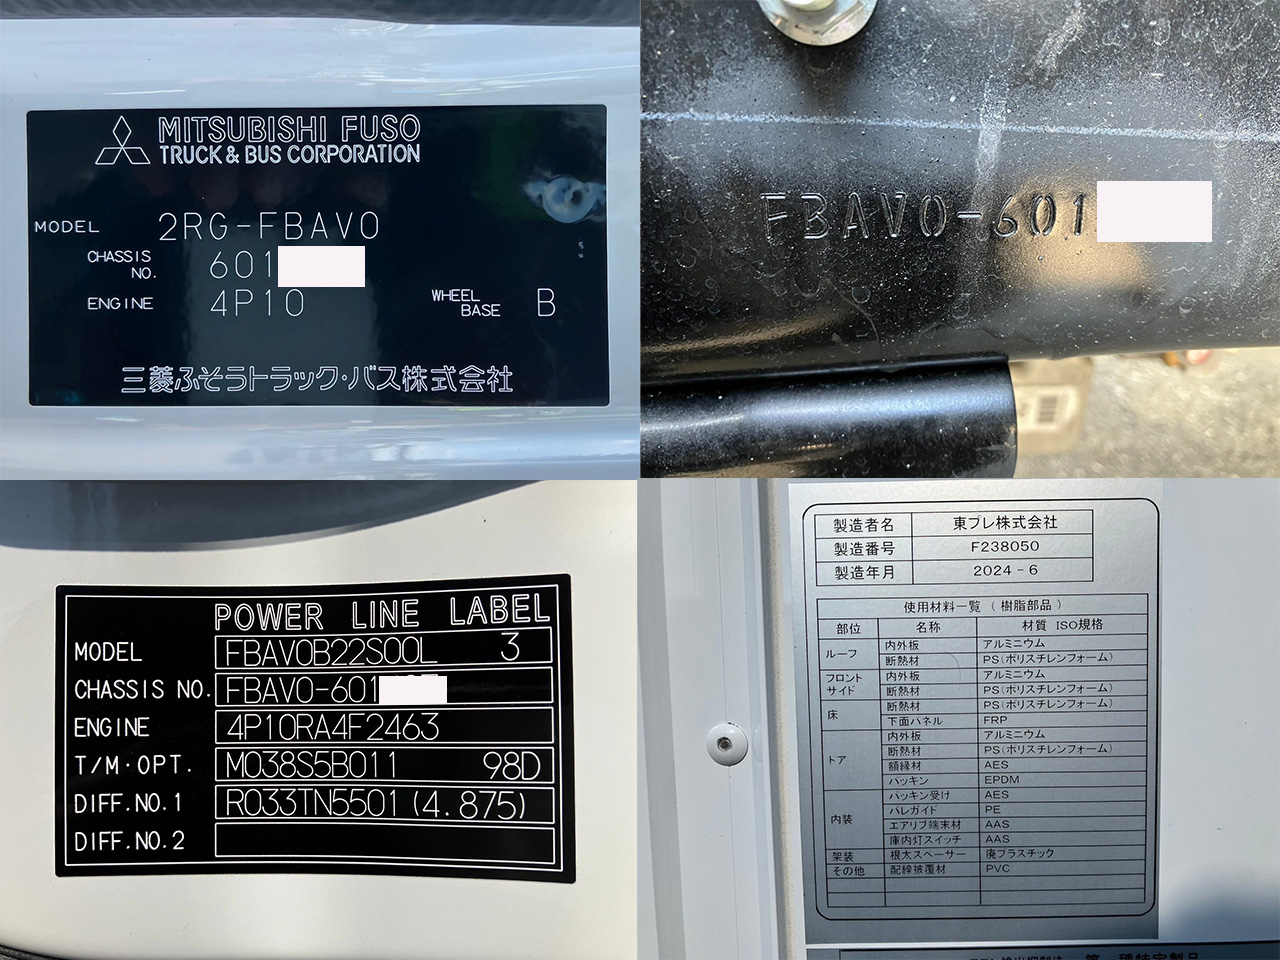 MITSUBISHI FUSO
TRUCK & BUS CORPORATION
MODEL 2RG-FBAV0
CHASSIS NO. 601
ENGINE 4P10 WHEEL BASE B
三菱ふそうトラック・バス株式会社
FBAV0-601
POWER LINE LABEL
MODEL FBAV0B22S00L 3
CHASSIS NO. FBAV0-601
ENGINE 4P10RA4F2463
T/M・OPT. M038S5B011 98D
DIFF.NO.1 R033TN5501 (4.875)
DIFF.NO.2
製造者名 東プレ株式会社
製造番号 F238050
製造年月 2024-6
使用材料一覧 (樹脂部品)
部位 名称 材質 ISO規格
ルーフ 内外板 アルミニウム
断熱材 PS(ポリスチレンフォーム)
フロントサイド 内外板 アルミニウム
断熱材 PS(ポリスチレンフォーム)
床 断熱材 PS(ポリスチレンフォーム)
下面パネル FRP
ドア 内外板 アルミニウム
断熱材 PS(ポリスチレンフォーム)
額縁材 AES
パッキン EPDM
内装 パッキン受け AES
パレガイド PE
エアリブ端末材 AAS
庫内灯スイッチ AAS
架装 根太スペーサー 廃プラスチック
その他 配線被覆材 PVC